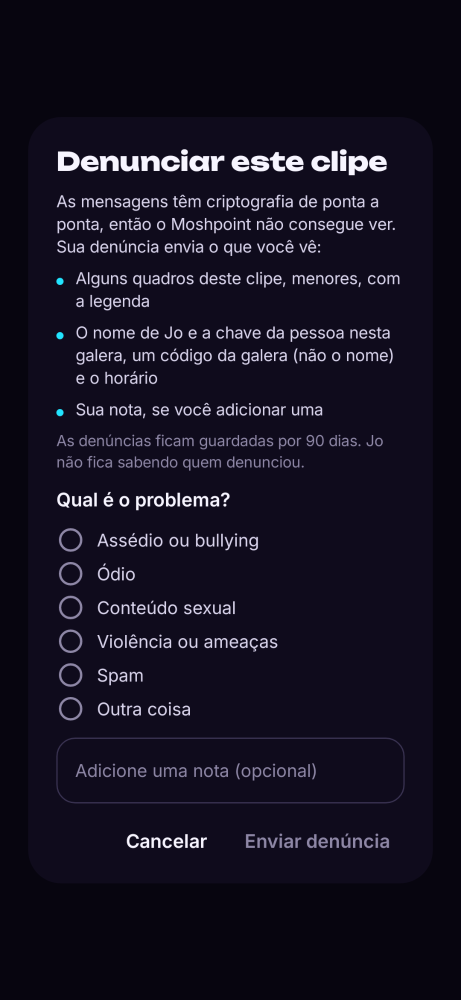 Denunciar este clipe
As mensagens têm criptografia de ponta a
ponta, então o Moshpoint não consegue ver.
Sua denúncia envia o que você vê:
Alguns quadros deste clipe, menores, com
a legenda
O nome de Jo e a chave da pessoa nesta
galera, um código da galera (não o nome)
e o horário
Sua nota, se você adicionar uma
As denúncias ficam guardadas por 90 dias. Jo
não fica sabendo quem denunciou.
Qual é o problema?
Assédio ou bullying
Ódio
Conteúdo sexual
Violência ou ameaças
Spam
Outra coisa
Adicione uma nota (opcional)
Cancelar Enviar denúncia